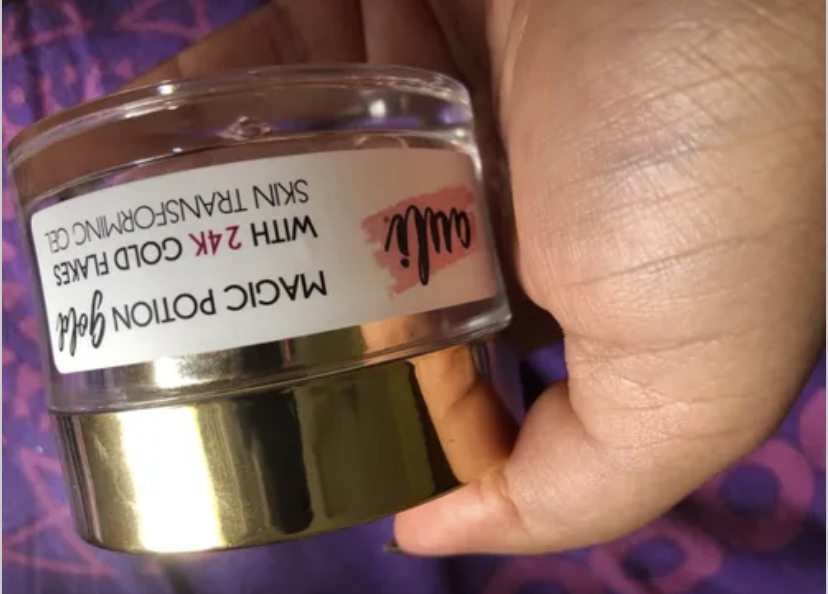 auli.
MAGIC POTION gold
WITH 24K GOLD FLAKES
SKIN TRANSFORMING GEL